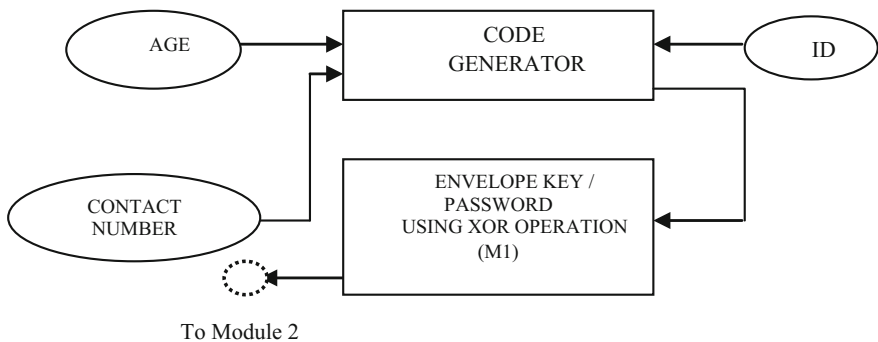 AGE
CODE
GENERATOR
ID
CONTACT
NUMBER
ENVELOPE KEY /
PASSWORD
USING XOR OPERATION
(M1)
To Module 2